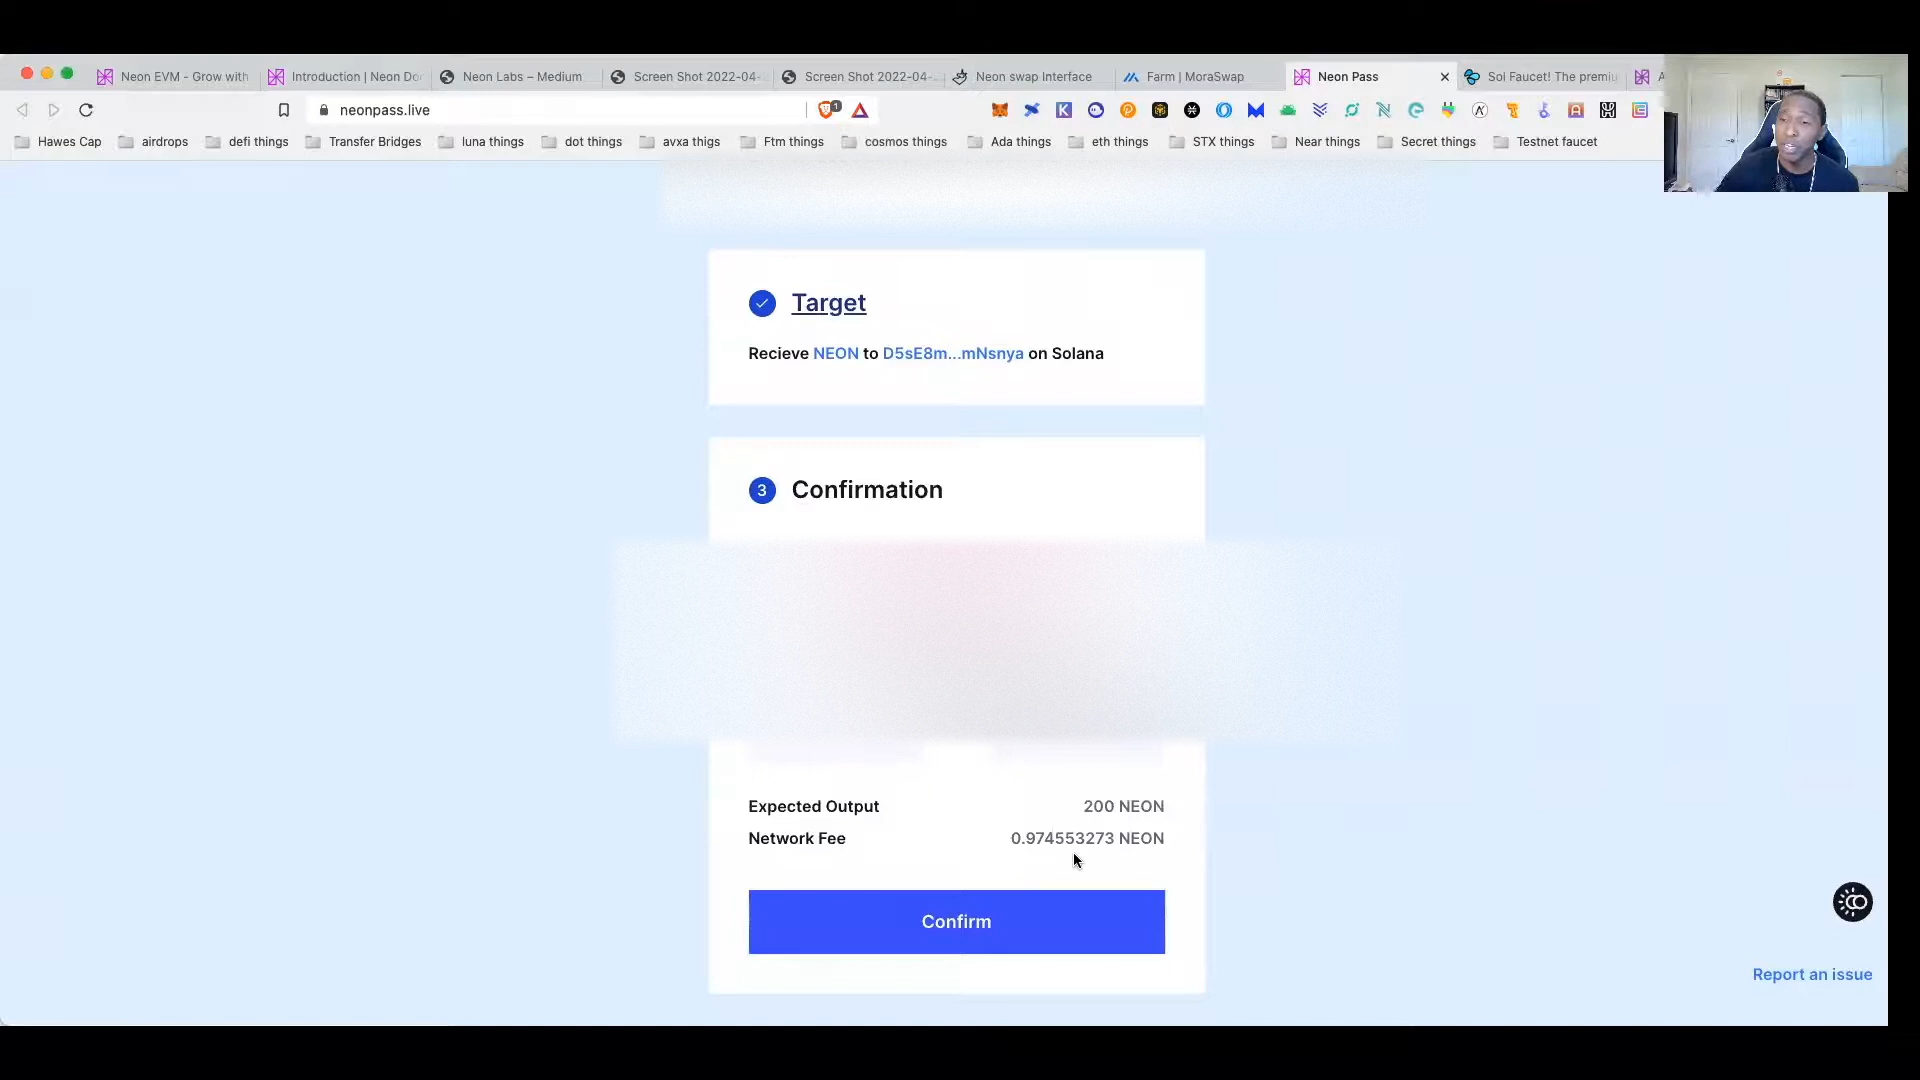 Neon EVM - Grow with
Introduction | Neon Do
Neon Labs – Medium
Screen Shot 2022-04-
Screen Shot 2022-04-
Neon swap Interface
Farm | MoraSwap
Neon Pass
Sol Faucet! The premiu
A
neonpass.live
1
Hawes Cap
airdrops
defi things
Transfer Bridges
luna things
dot things
avxa thigs
Ftm things
cosmos things
Ada things
eth things
STX things
Near things
Secret things
Testnet faucet
Target
Recieve NEON to D5sE8m...mNsnya on Solana
3 Confirmation
Expected Output 200 NEON
Network Fee 0.974553273 NEON
Confirm
Report an issue